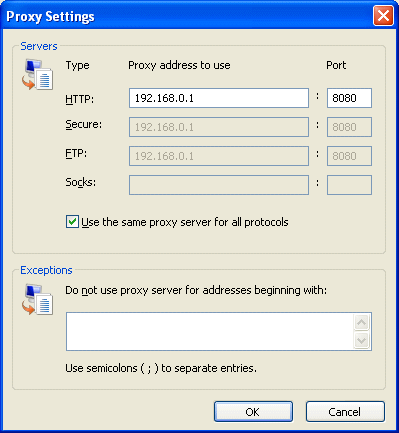 Proxy Settings
Servers
Type Proxy address to use Port
HTTP: 192.168.0.1 : 8080
Secure: 192.168.0.1 : 8080
FTP: 192.168.0.1 : 8080
Socks: :
Use the same proxy server for all protocols
Exceptions
Do not use proxy server for addresses beginning with:
Use semicolons ( ; ) to separate entries.
OK Cancel